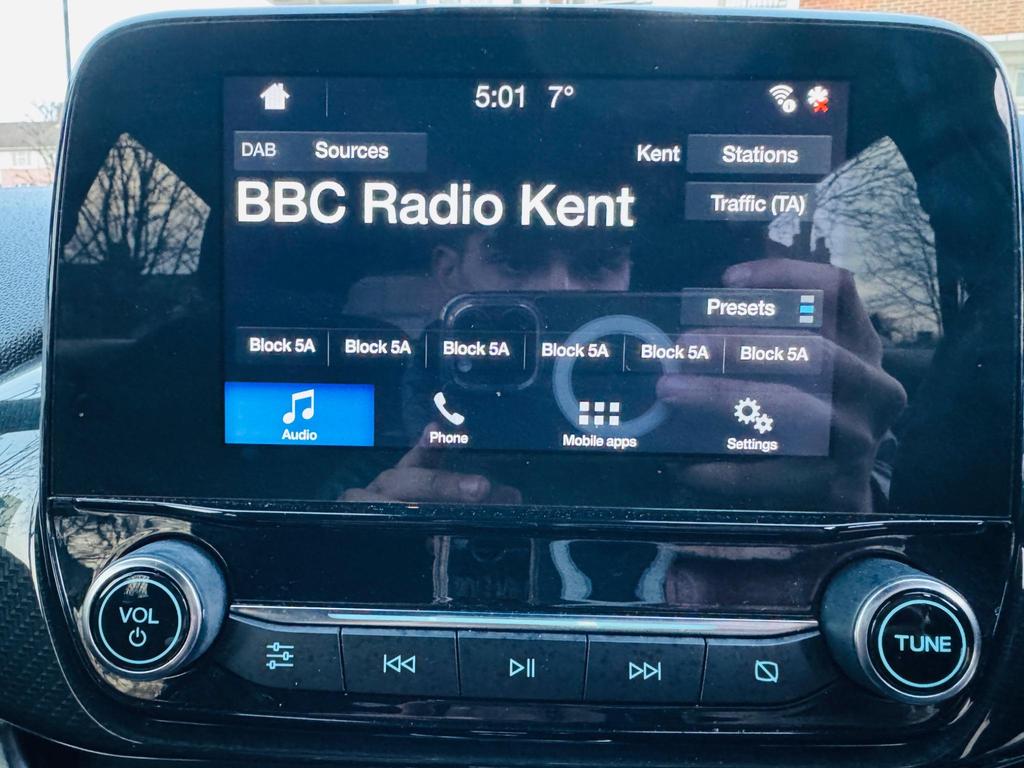 5:01 7°
DAB Sources Kent Stations
BBC Radio Kent Traffic (TA)
Presets
Block 5A Block 5A Block 5A Block 5A Block 5A Block 5A
Audio Phone Mobile apps Settings
VOL
TUNE